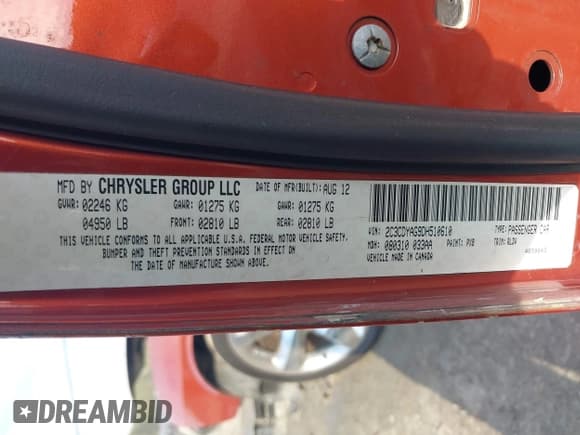 MFD BY CHRYSLER GROUP LLC DATE OF MFR(BUILT): AUG 12
GVWR: 02246 KG GAWR: 01275 KG GAWR: 01275 KG
04950 LB FRONT: 02810 LB REAR: 02810 LB
THIS VEHICLE CONFORMS TO ALL APPLICABLE U.S.A. FEDERAL MOTOR VEHICLE SAFETY,
BUMPER AND THEFT PREVENTION STANDARDS IN EFFECT ON
THE DATE OF MANUFACTURE SHOWN ABOVE.
VIN: 2C3CDYAG9DH510610 TYPE: PASSENGER CAR
MDH: 080310 033AA PAINT: PVB TRIM: RLDV
VEHICLE MADE IN CANADA
DREAMBID